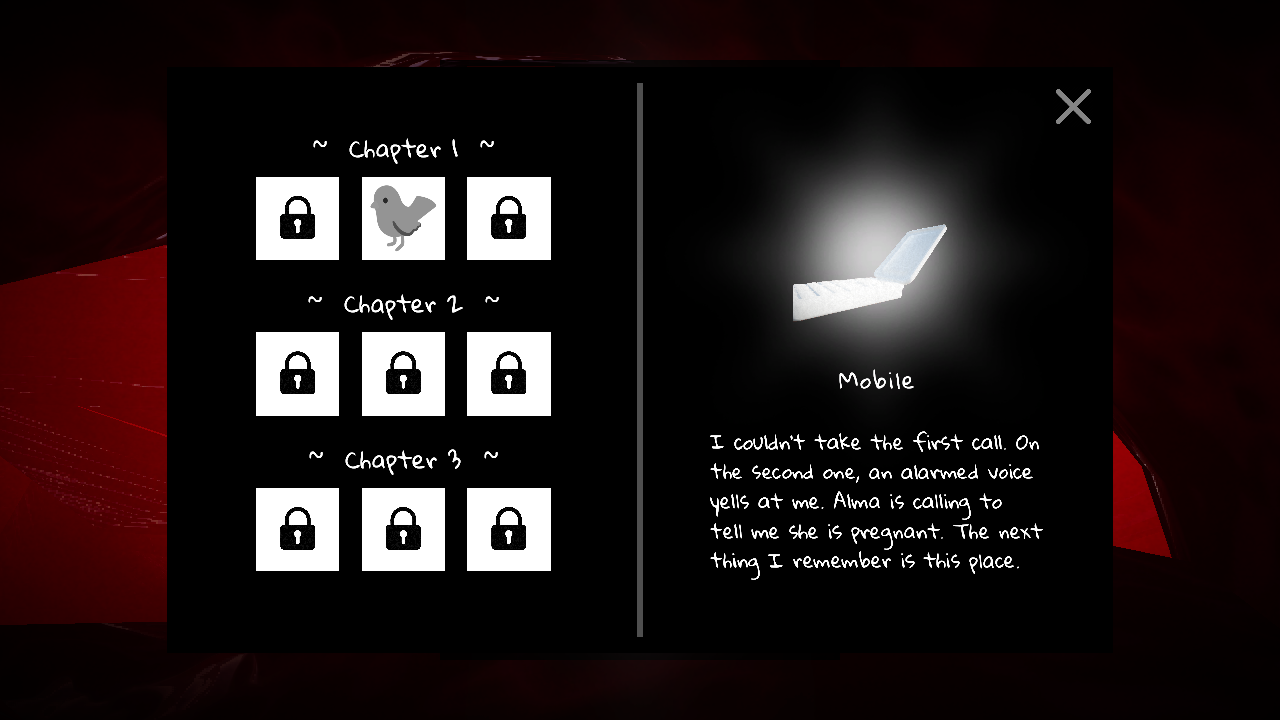 ~ Chapter 1 ~
~ Chapter 2 ~
~ Chapter 3 ~
Mobile
I couldn't take the first call. On
the second one, an alarmed voice
yells at me. Alma is calling to
tell me she is pregnant. The next
thing I remember is this place.